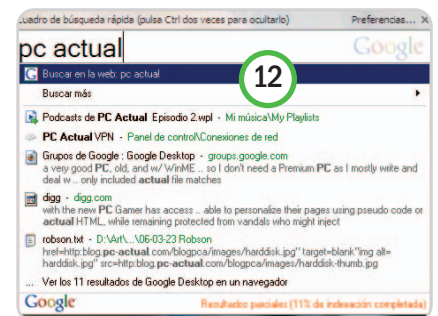 cuadro de búsqueda rápida (pulsa Ctrl dos veces para ocultarlo) Preferencias... X
pc actual Google
G Buscar en la web: pc actual
12
Buscar más
Podcasts de PC Actual Episodio 2.wpl - Mi música\My Playlists
PC Actual VPN - Panel de control\Conexiones de red
Grupos de Google : Google Desktop - groups.google.com
a very good PC, old, and w/ WinME .. so I don't need a Premium PC as I mostly write and
deal w .. only included actual file matches
digg - digg.com
with the new PC Gamer has access .. able to personalize their pages using pseudo code or
actual HTML, while remaining protected from vandals who might inject
robson.txt - D:\Art\...\06-03-23 Robson
href=http:blog.pc-actual.com/blogpca/images/harddisk.jpg" target=blank"img alt=
harddisk.jpg" src=http:blog.pc-actual.com/blogpca/images/harddisk-thumb.jpg
... Ver los 11 resultados de Google Desktop en un navegador
Google Resultados parciales (11% de indexación completada)